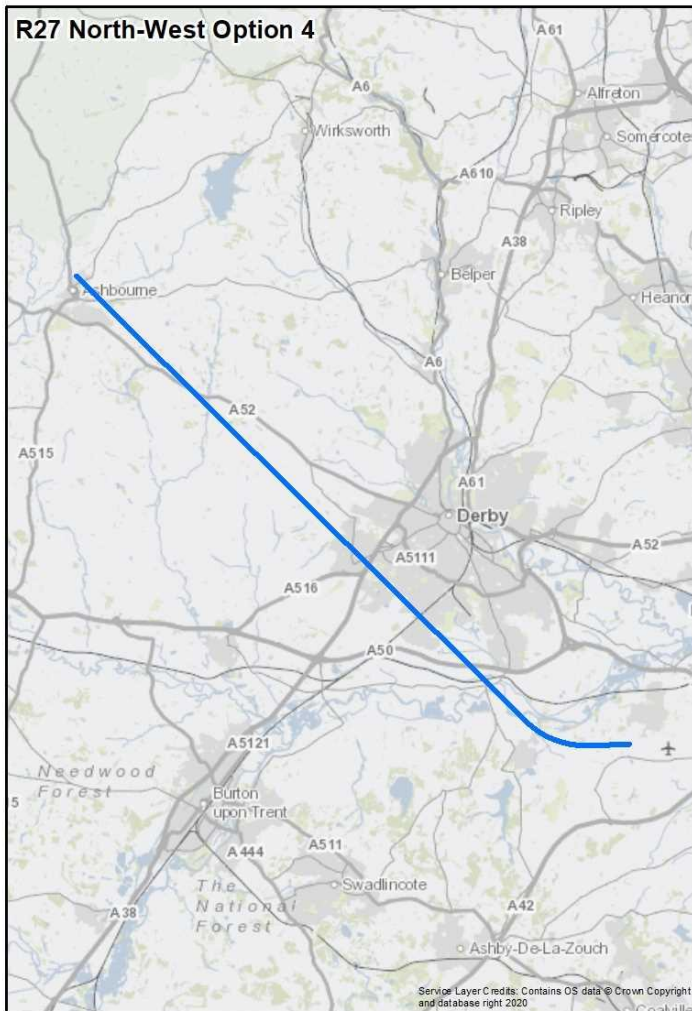 R27 North-West Option 4
A61
A6
Alfreton
Wirksworth
Somercotes
A610
Ripley
A38
Belper
Ashbourne
Heanor
A6
A52
A515
A61
Derby
A52
A5111
A516
A50
A5121
Needwood
Forest
5
Burton
upon Trent
A511
A444
Swadlincote
The
National
Forest
A38
A42
Ashby-De-La-Zouch
Service Layer Credits: Contains OS data © Crown Copyright
and database right 2020
Coalville